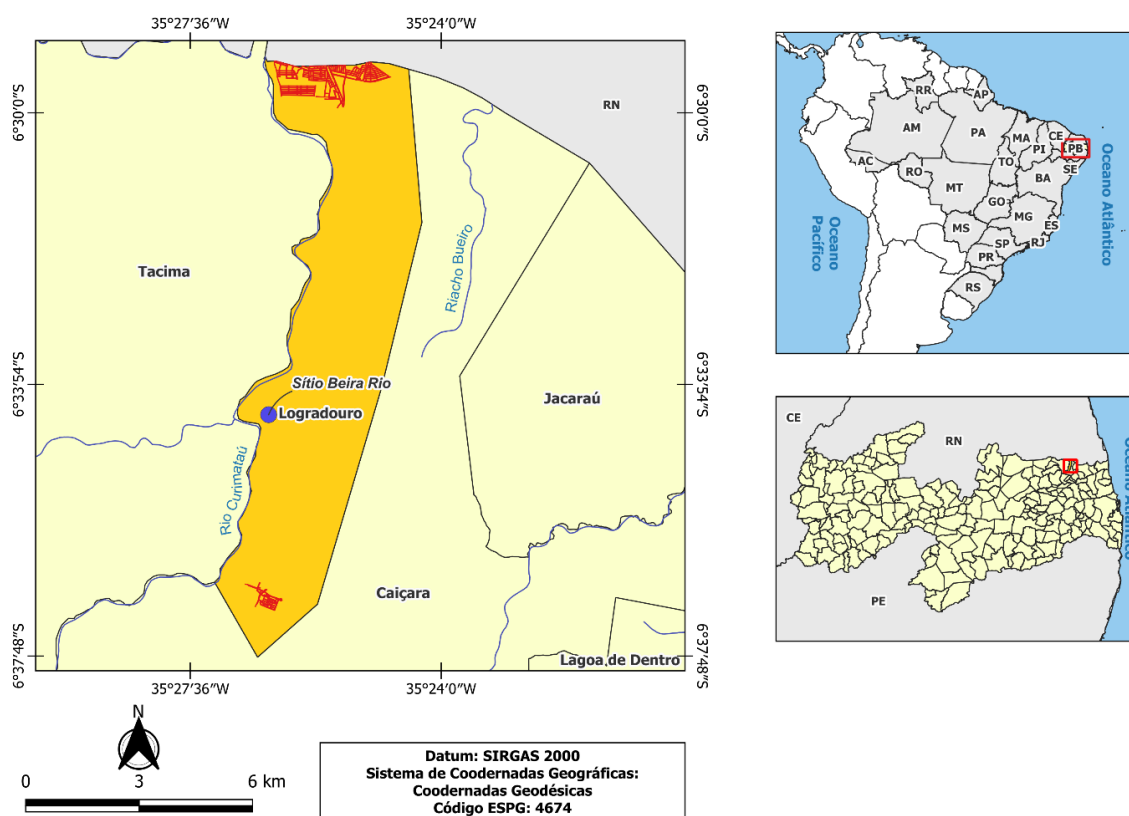 35°27’36”W
35°24’0”W
6°30’0”S
6°30’0”S
RN
Tacima
Riacho Bueiro
6°33’54”S
6°33’54”S
Sítio Beira Rio
Logradouro
Jacaraú
Rio Curimataú
Caiçara
Lagoa de Dentro
6°37’48”S
6°37’48”S
35°27’36”W
35°24’0”W
N
0
3
6 km
Datum: SIRGAS 2000
Sistema de Coodernadas Geográficas:
Coodernadas Geodésicas
Código ESPG: 4674
RR
AP
AM
PA
MA
CE
PI
PB
AC
RO
TO
SE
BA
MT
GO
MG
ES
MS
SP
RJ
PR
RS
Oceano
Pacífico
Oceano Atlântico
CE
RN
PE
Oceano Atlântico